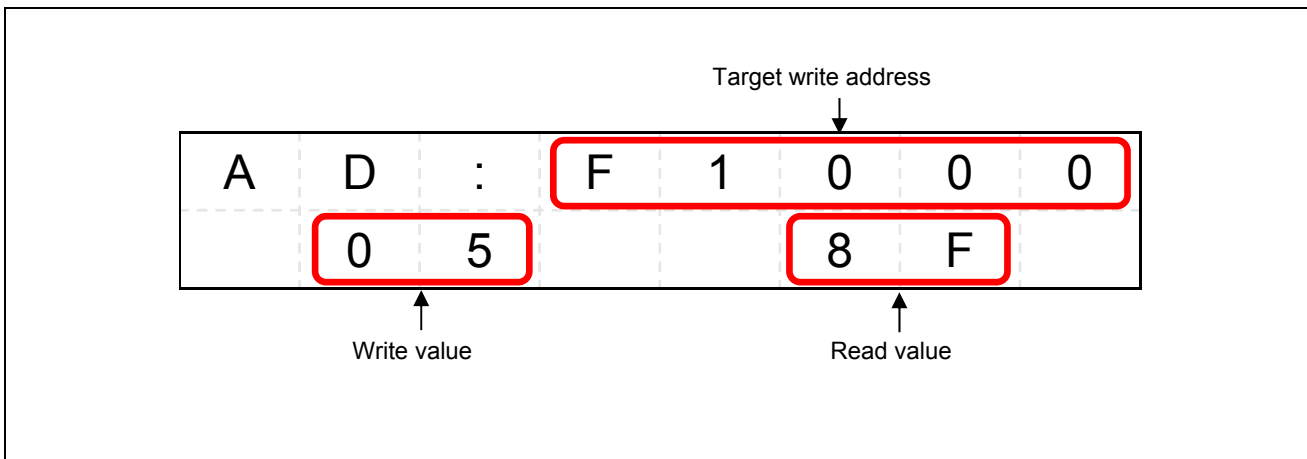 Target write address
A D : F 1 0 0 0
0 5 8 F
Write value Read value